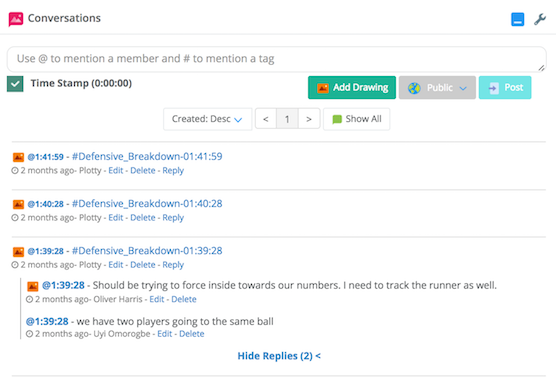 Conversations
Use @ to mention a member and # to mention a tag
Time Stamp (0:00:00)
Add Drawing
Public
Post
Created: Desc
< 1 >
Show All
@1:41:59 - #Defensive_Breakdown-01:41:59
2 months ago- Plotty - Edit - Delete - Reply
@1:40:28 - #Defensive_Breakdown-01:40:28
2 months ago- Plotty - Edit - Delete - Reply
@1:39:28 - #Defensive_Breakdown-01:39:28
2 months ago- Plotty - Edit - Delete - Reply
@1:39:28 - Should be trying to force inside towards our numbers. I need to track the runner as well.
2 months ago- Oliver Harris - Edit - Delete
@1:39:28 - we have two players going to the same ball
2 months ago- Uyi Omorogbe - Edit - Delete
Hide Replies (2) <